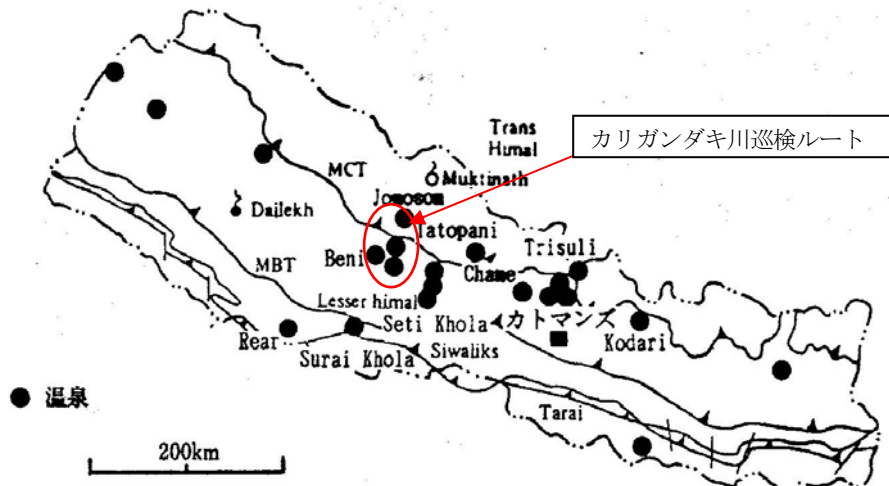 カリガンダキ川巡検ルート
Trans
Himal
MCT
Muktinath
Jomosom
Dailekh
Tatopani
Trisuli
Beni
Chame
MBT
Lesser himal
Seti Khola
カトマンズ
Kodari
Rear
Surai Khola
Siwaliks
温泉
Tarai
200km